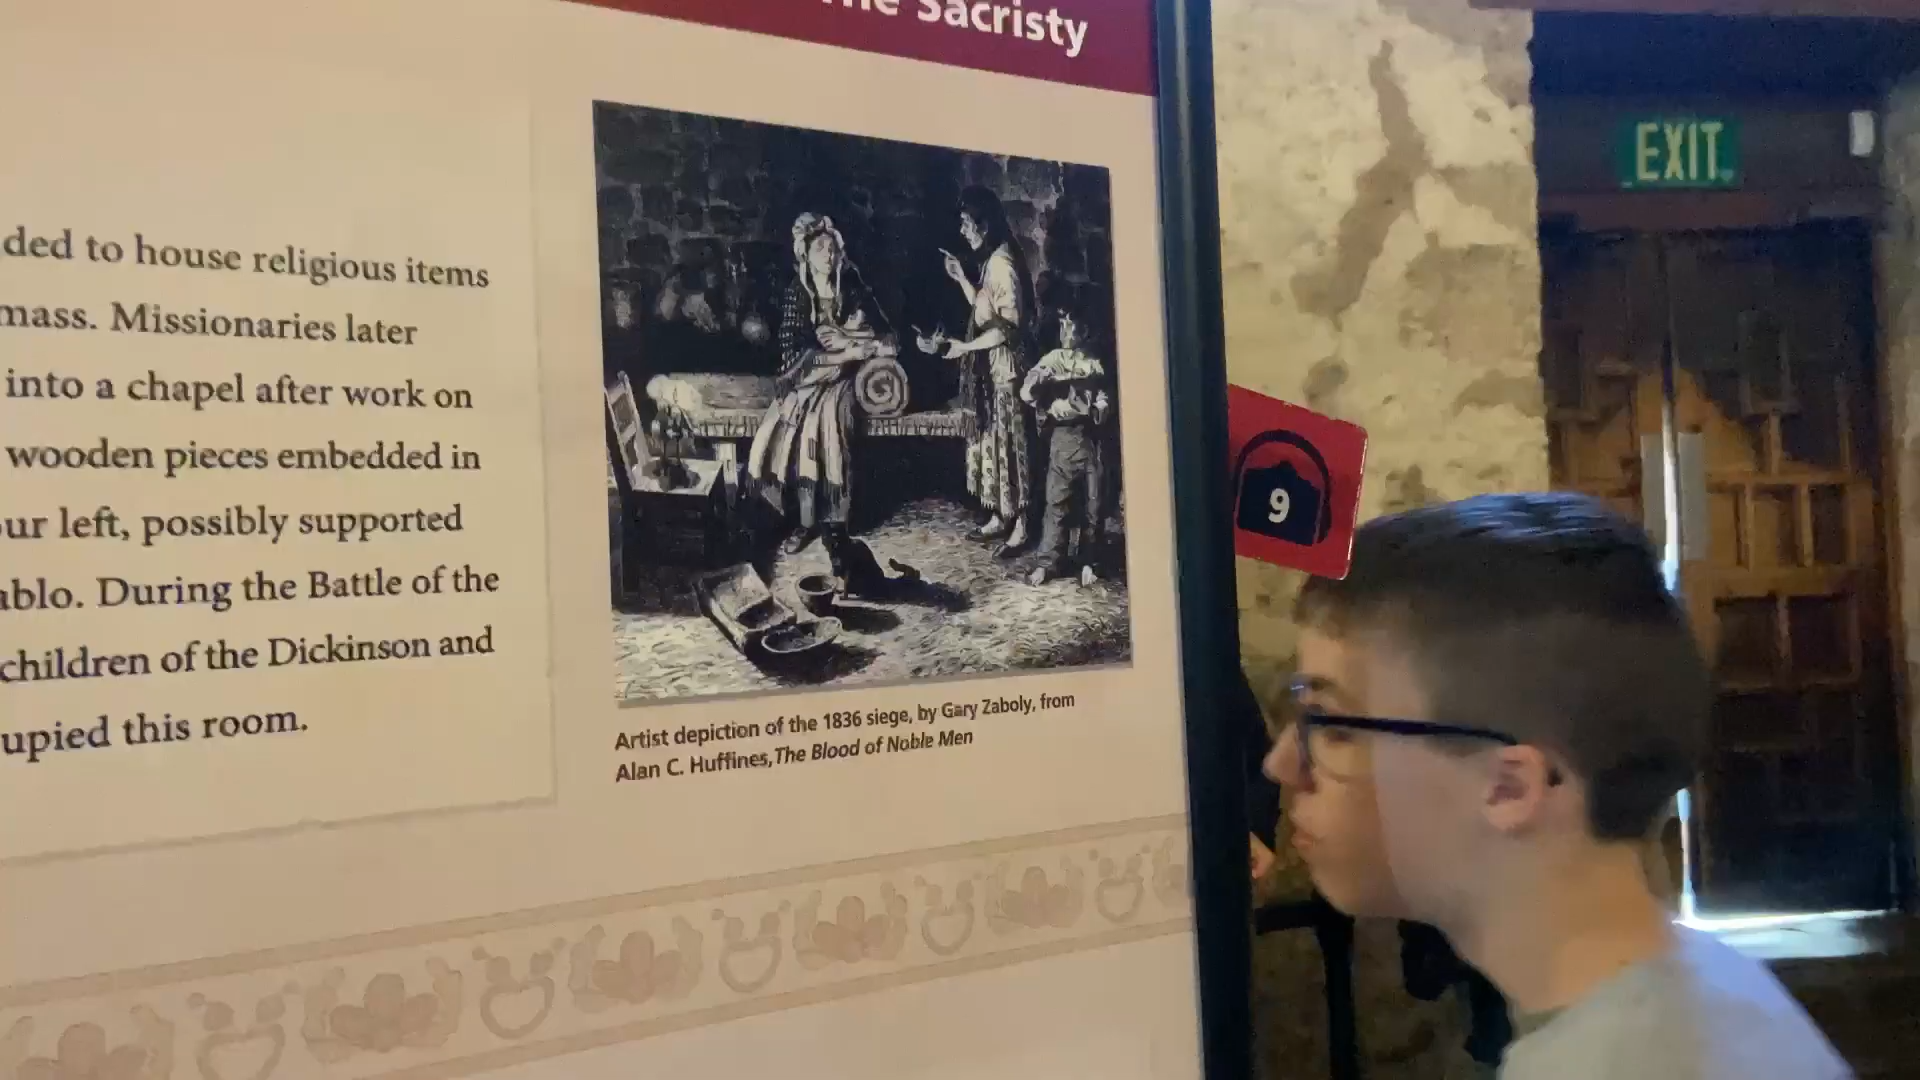 The Sacristy
EXIT
ded to house religious items
mass. Missionaries later
into a chapel after work on
wooden pieces embedded in
ur left, possibly supported
ablo. During the Battle of the
children of the Dickinson and
upied this room.
9
Artist depiction of the 1836 siege, by Gary Zaboly, from
Alan C. Huffines, The Blood of Noble Men